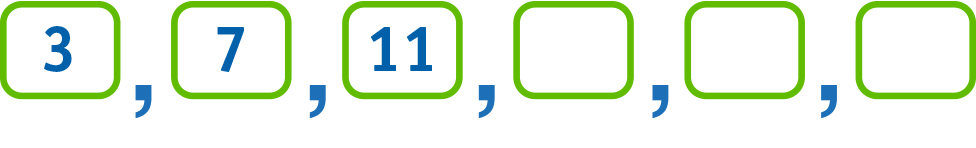 3 , 7 , 11 , , ,